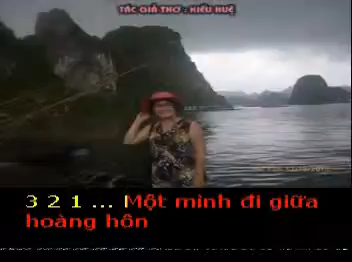 TÁC GIẢ THƠ : KIỀU HUỆ
3 2 1 ... Một mình đi giữa
hoàng hôn